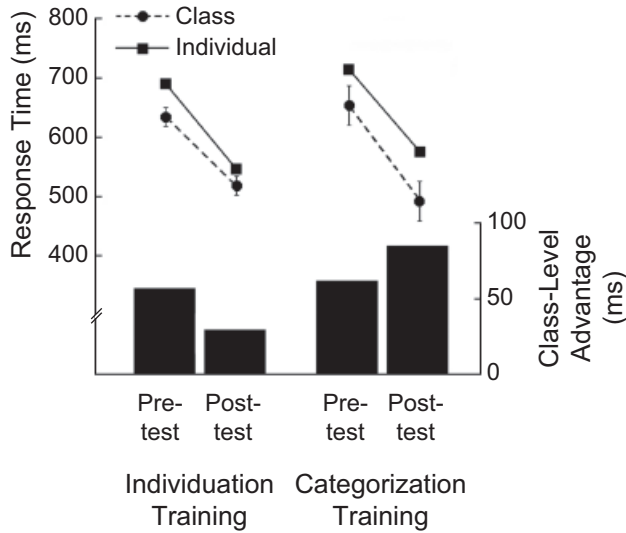 Response Time (ms)
800
700
600
500
400
Class
Individual
100
50
0
Class-Level
Advantage
(ms)
Pre-
test
Post-
test
Pre-
test
Post-
test
Individuation
Training
Categorization
Training